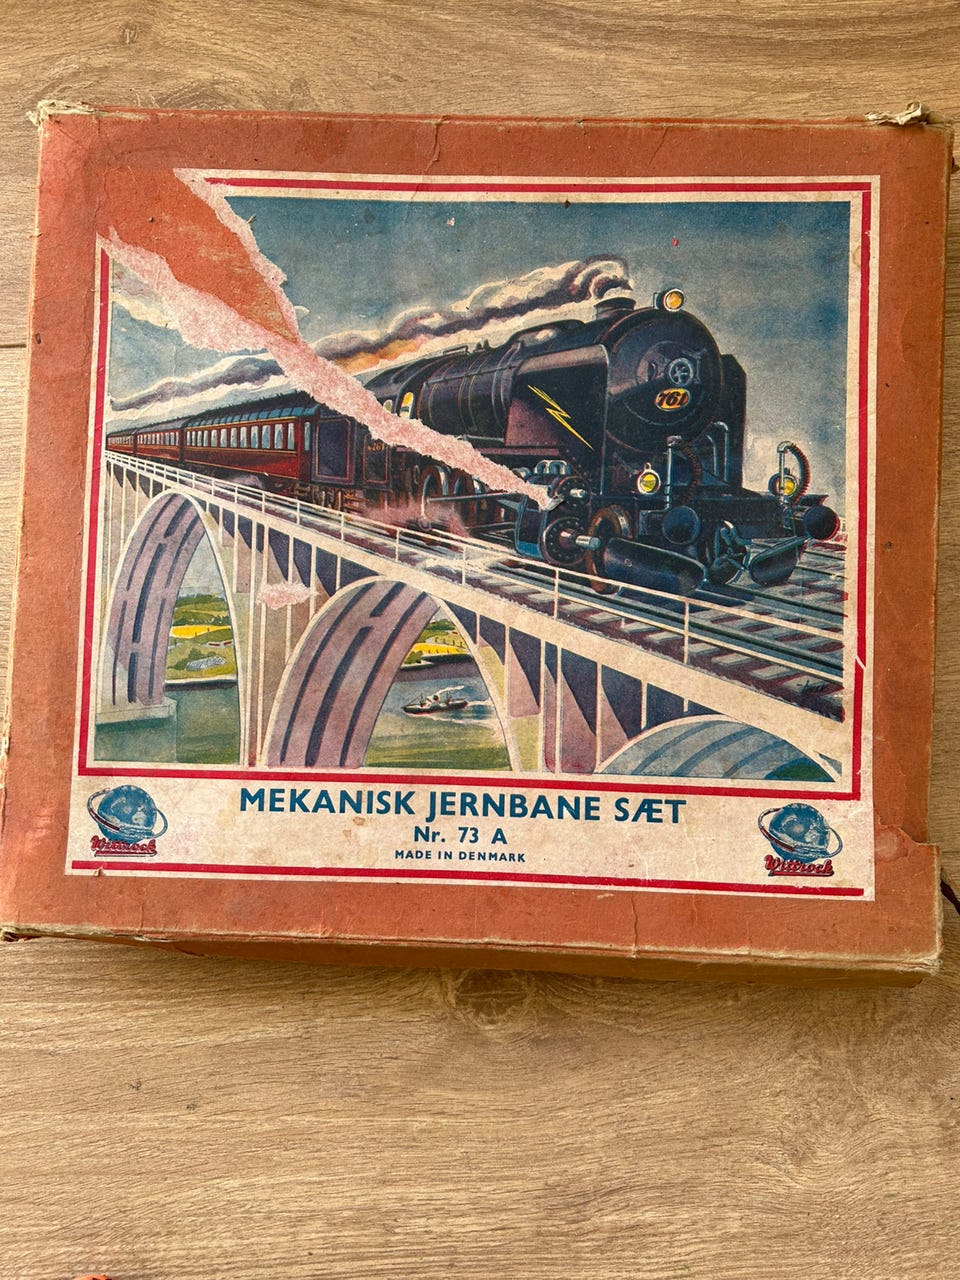 761
MEKANISK JERNBANE SÆT
Nr. 73 A
MADE IN DENMARK
Wittrock
Wittrock